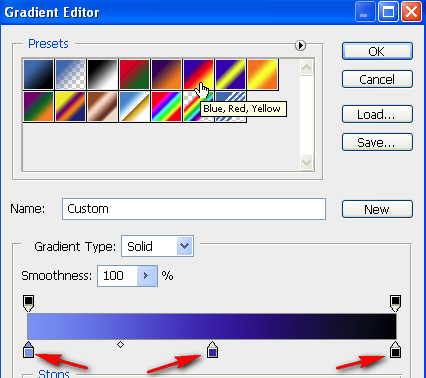 Gradient Editor
Presets
OK
Cancel
Blue, Red, Yellow
Load...
Save...
Name: Custom
New
Gradient Type: Solid
Smoothness: 100 %
Stops